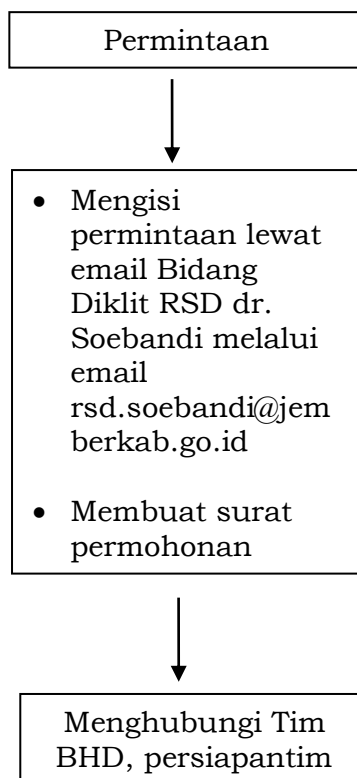 Permintaan
• Mengisi
permintaan lewat
email Bidang
Diklit RSD dr.
Soebandi melalui
email
rsd.soebandi@jem
berkab.go.id
• Membuat surat
permohonan
Menghubungi Tim
BHD, persiapantim